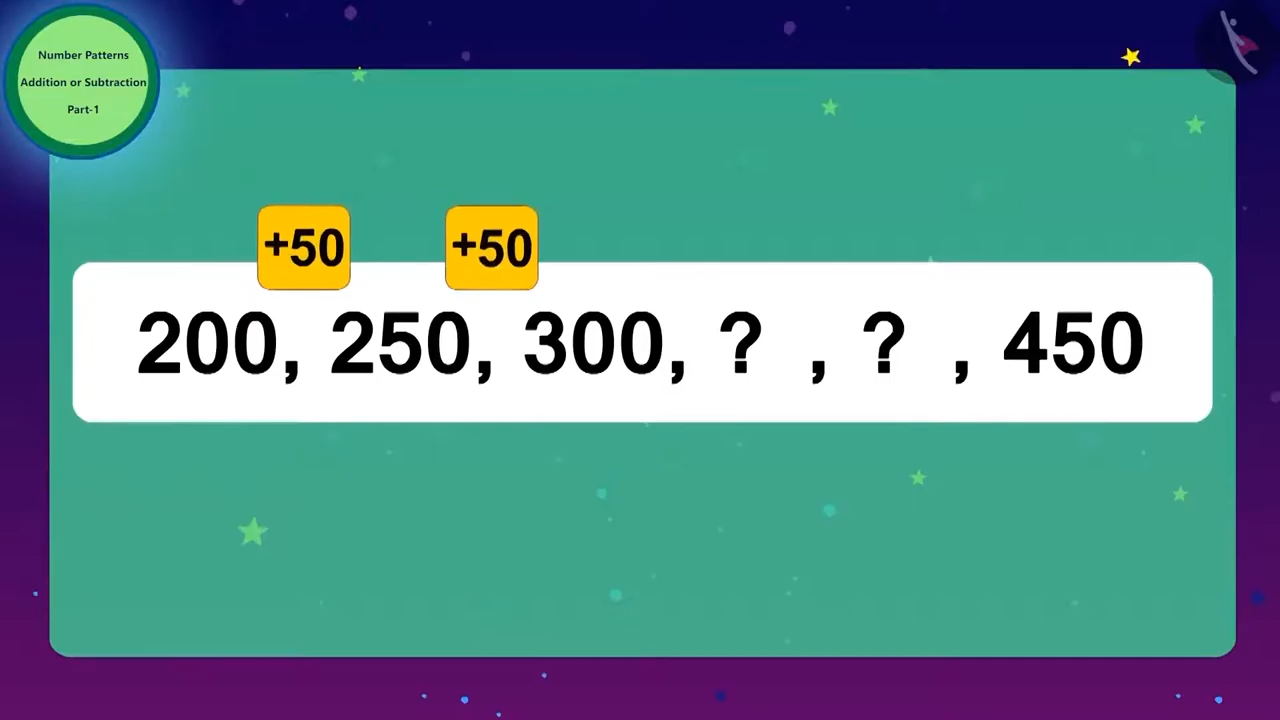 Number Patterns
Addition or Subtraction
Part-1
+50 +50
200, 250, 300, ? , ? , 450